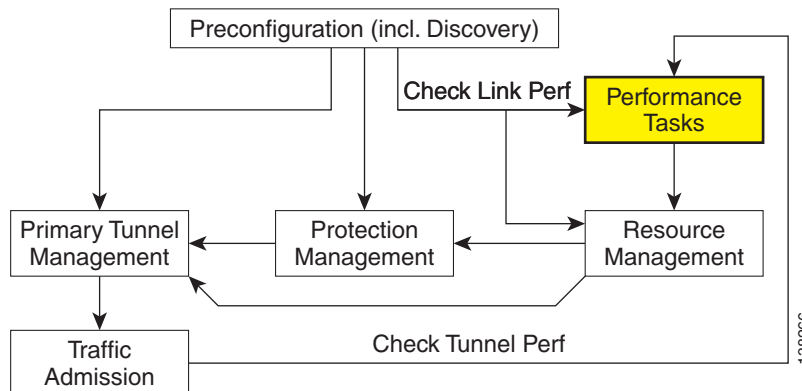 Preconfiguration (incl. Discovery)
Check Link Perf
Performance
Tasks
Primary Tunnel
Management
Protection
Management
Resource
Management
Traffic
Admission
Check Tunnel Perf